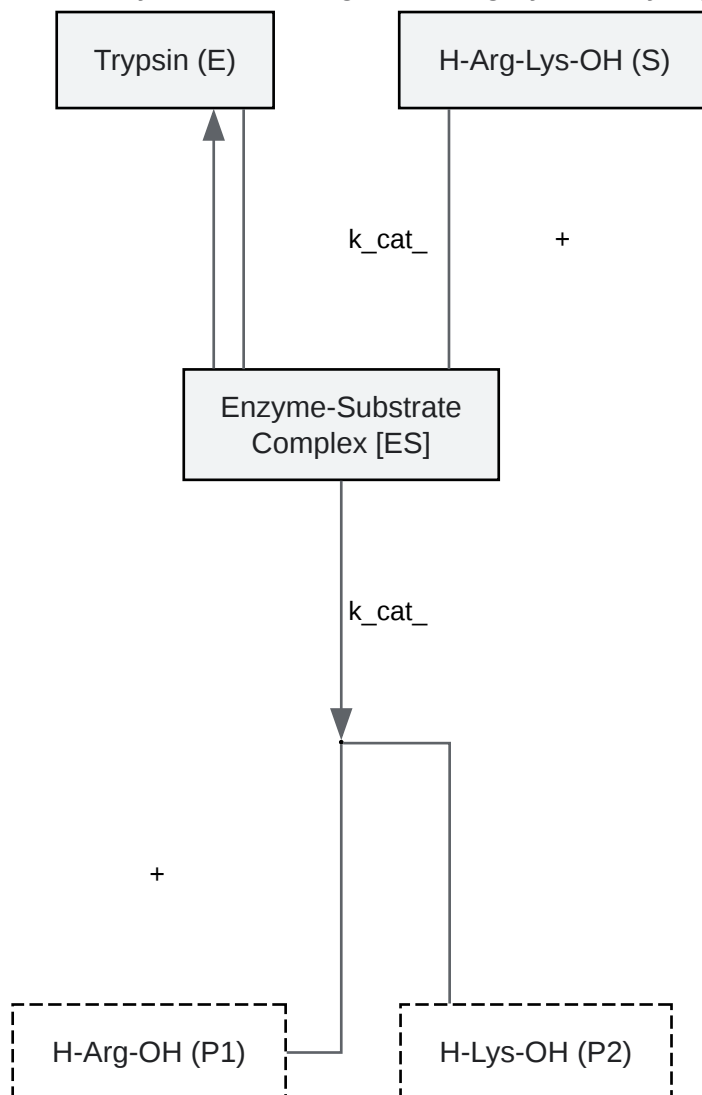 Trypsin (E)
H-Arg-Lys-OH (S)
k_cat_
+
Enzyme-Substrate
Complex [ES]
k_cat_
+
H-Arg-OH (P1)
H-Lys-OH (P2)